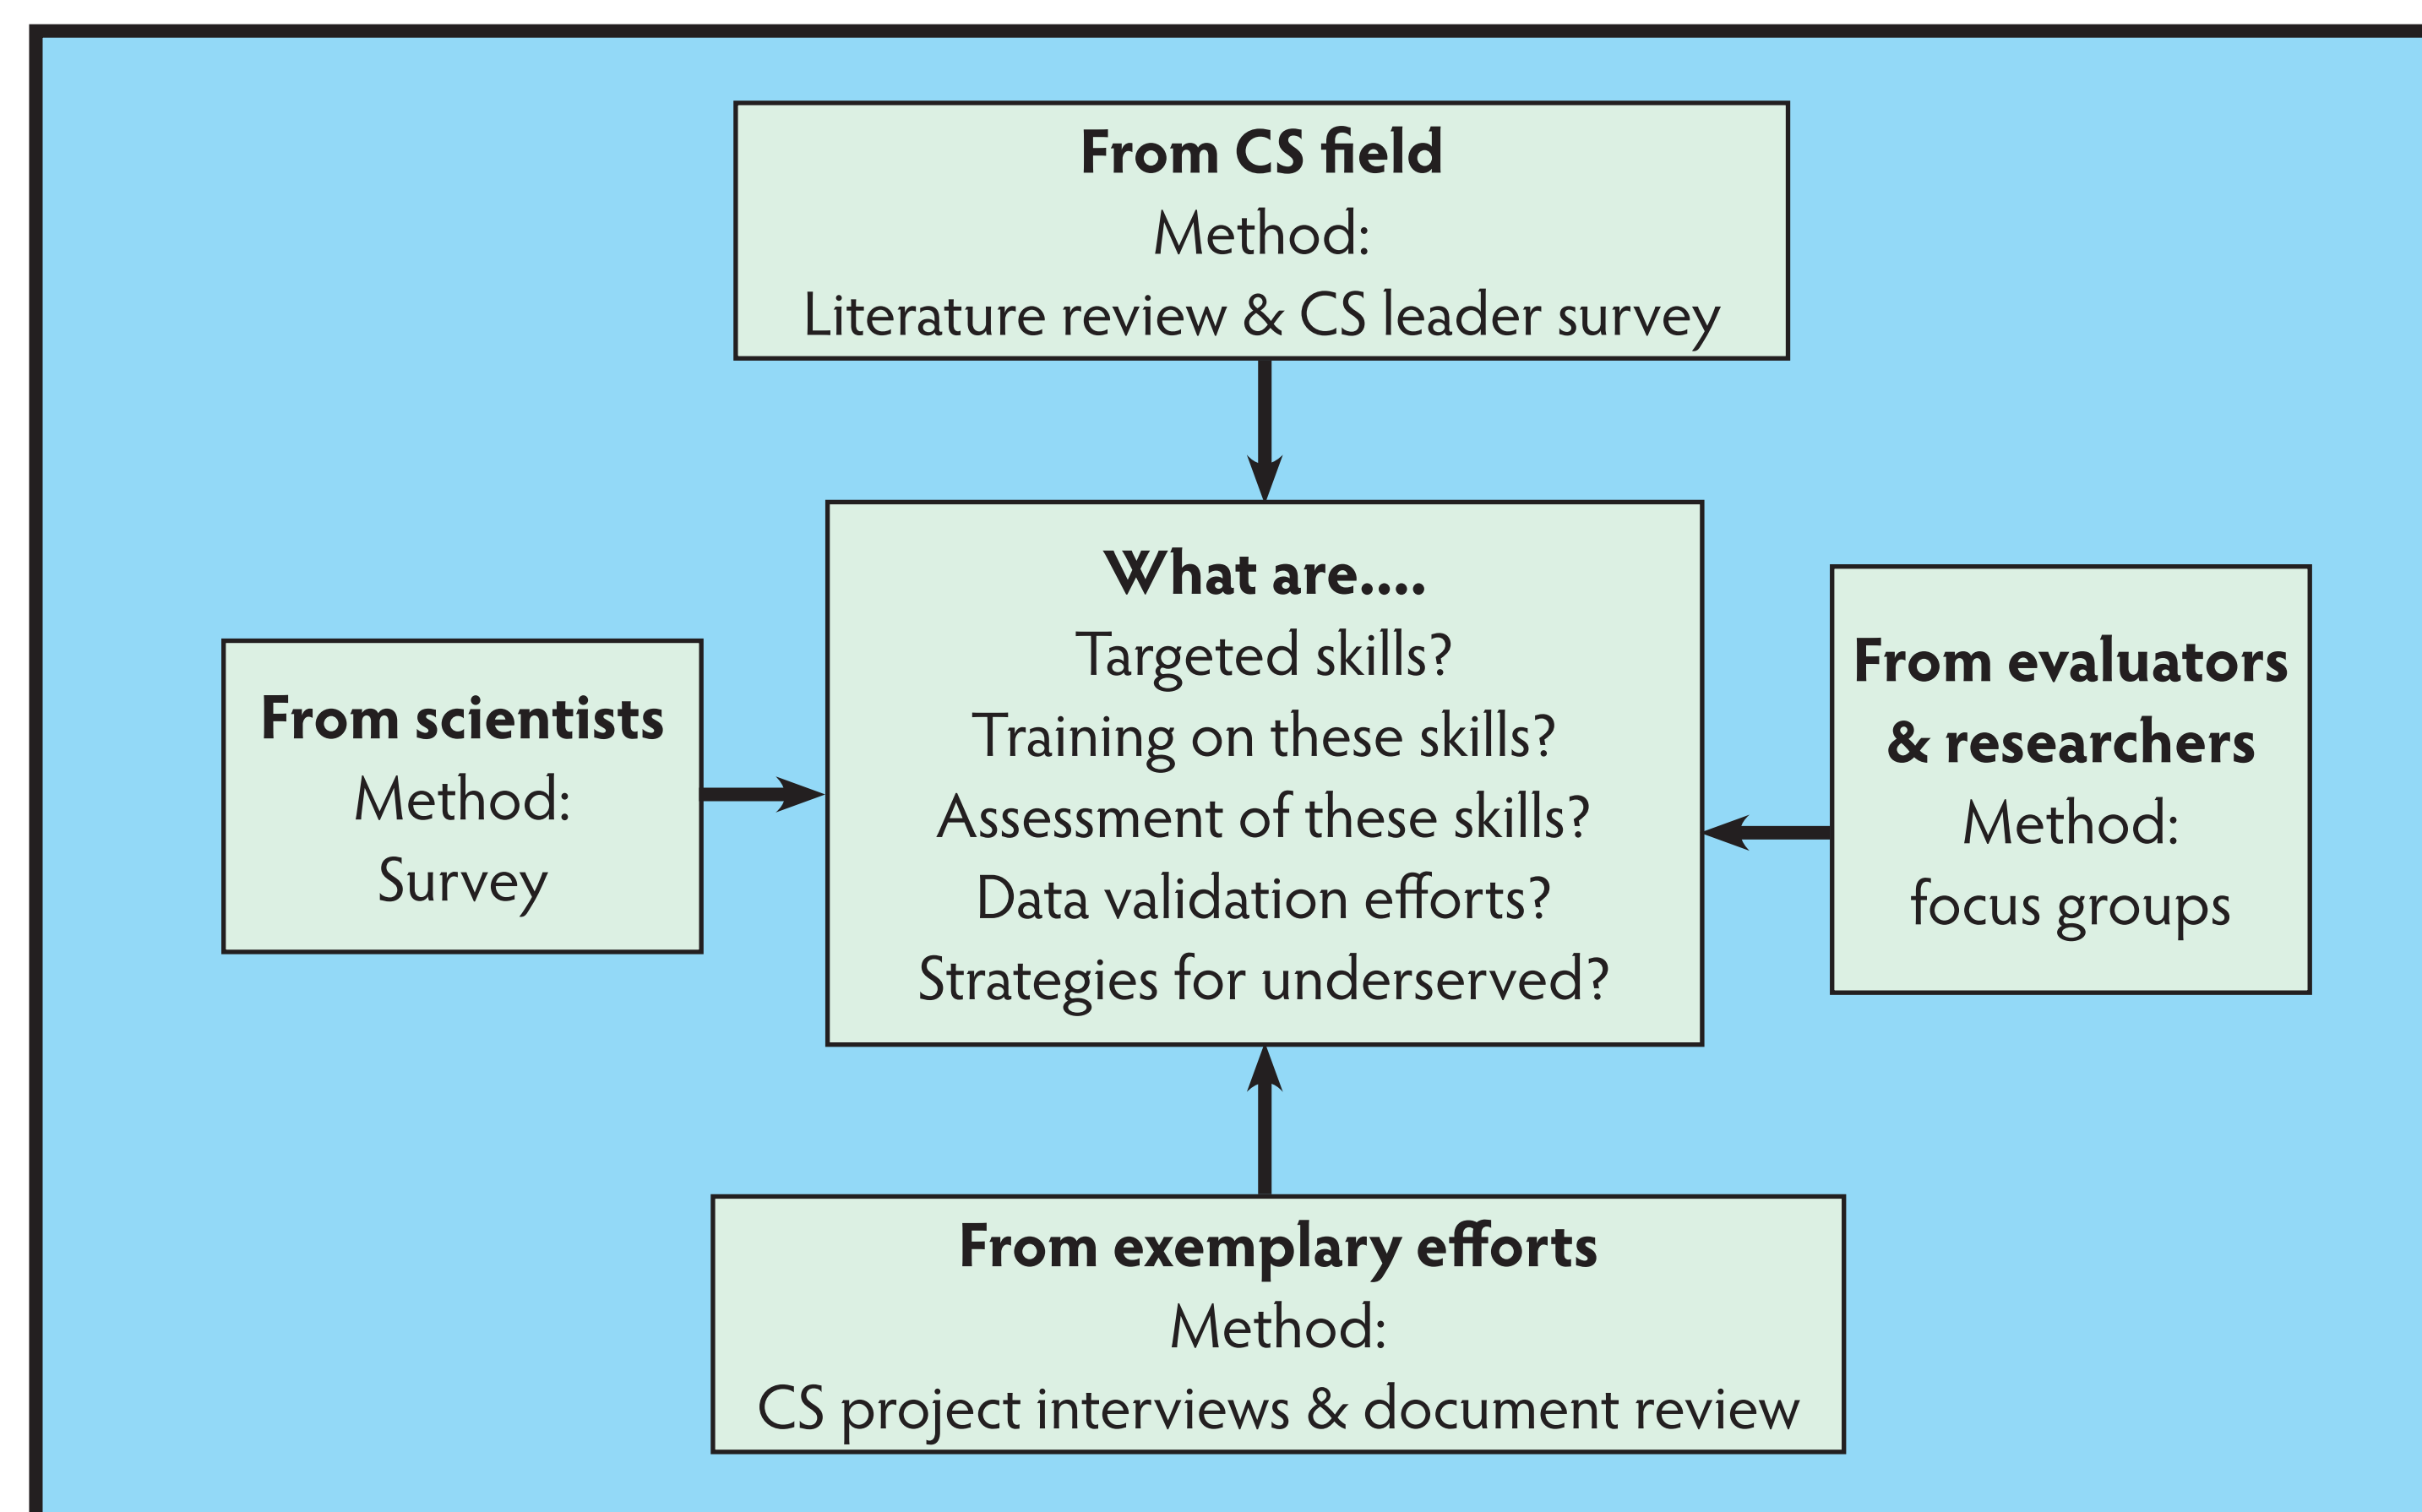 From CS field
Method:
Literature review & CS leader survey
What are....
Targeted skills?
Training on these skills?
Assessment of these skills?
Data validation efforts?
Strategies for underserved?
From scientists
Method:
Survey
From evaluators
& researchers
Method:
focus groups
From exemplary efforts
Method:
CS project interviews & document review